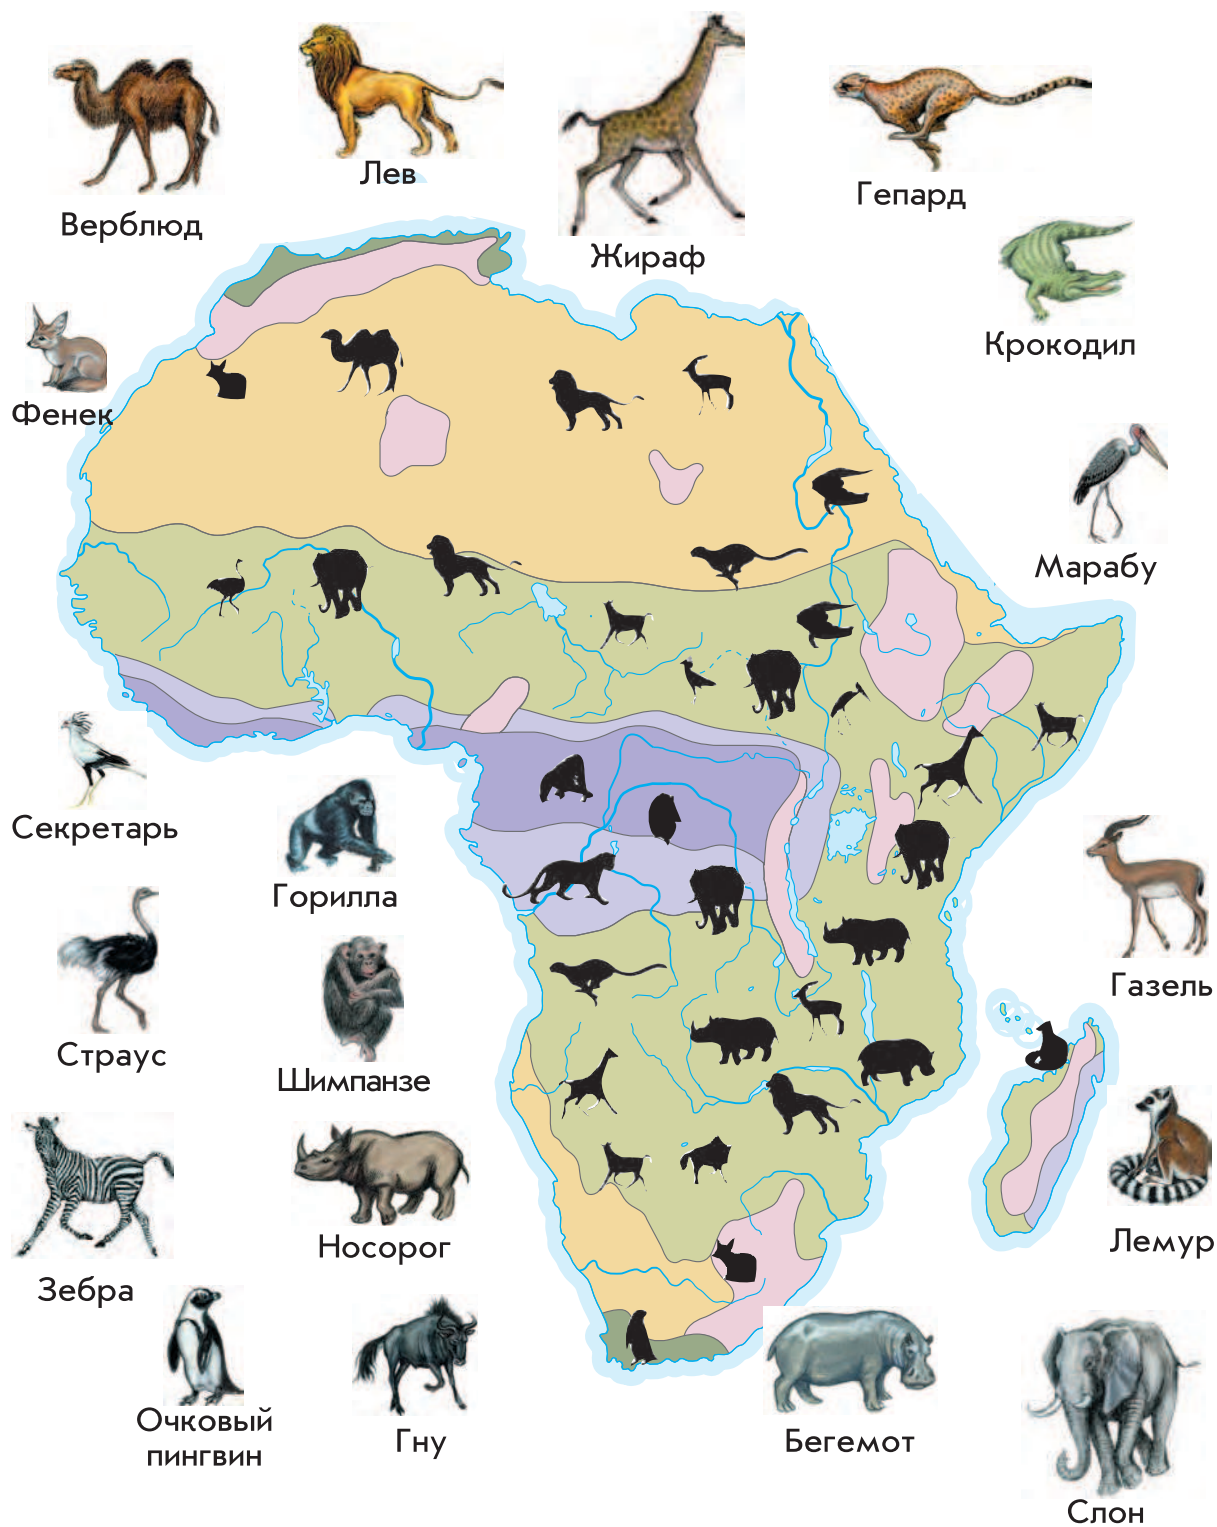 Лев
Гепард
Верблюд
Жираф
Крокодил
Фенек
Марабу
Секретарь
Горилла
Газель
Страус
Шимпанзе
Носорог
Лемур
Зебра
Очковый
пингвин
Гну
Бегемот
Слон